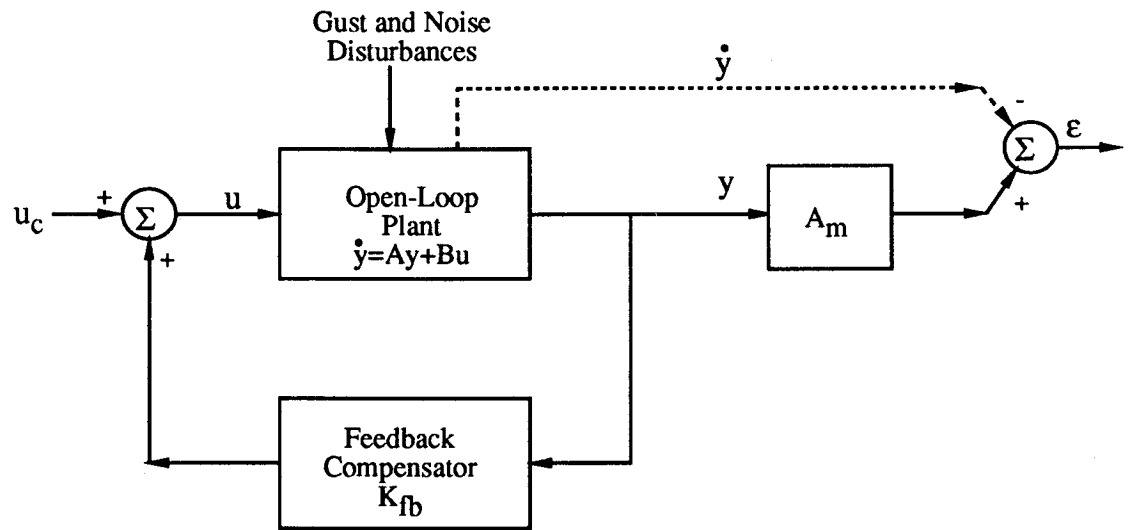 Gust and Noise
Disturbances
ẏ
-
ε
Σ
+
u_c
+
Σ
+
u
Open-Loop
Plant
ẏ=Ay+Bu
y
A_m
Feedback
Compensator
K_fb